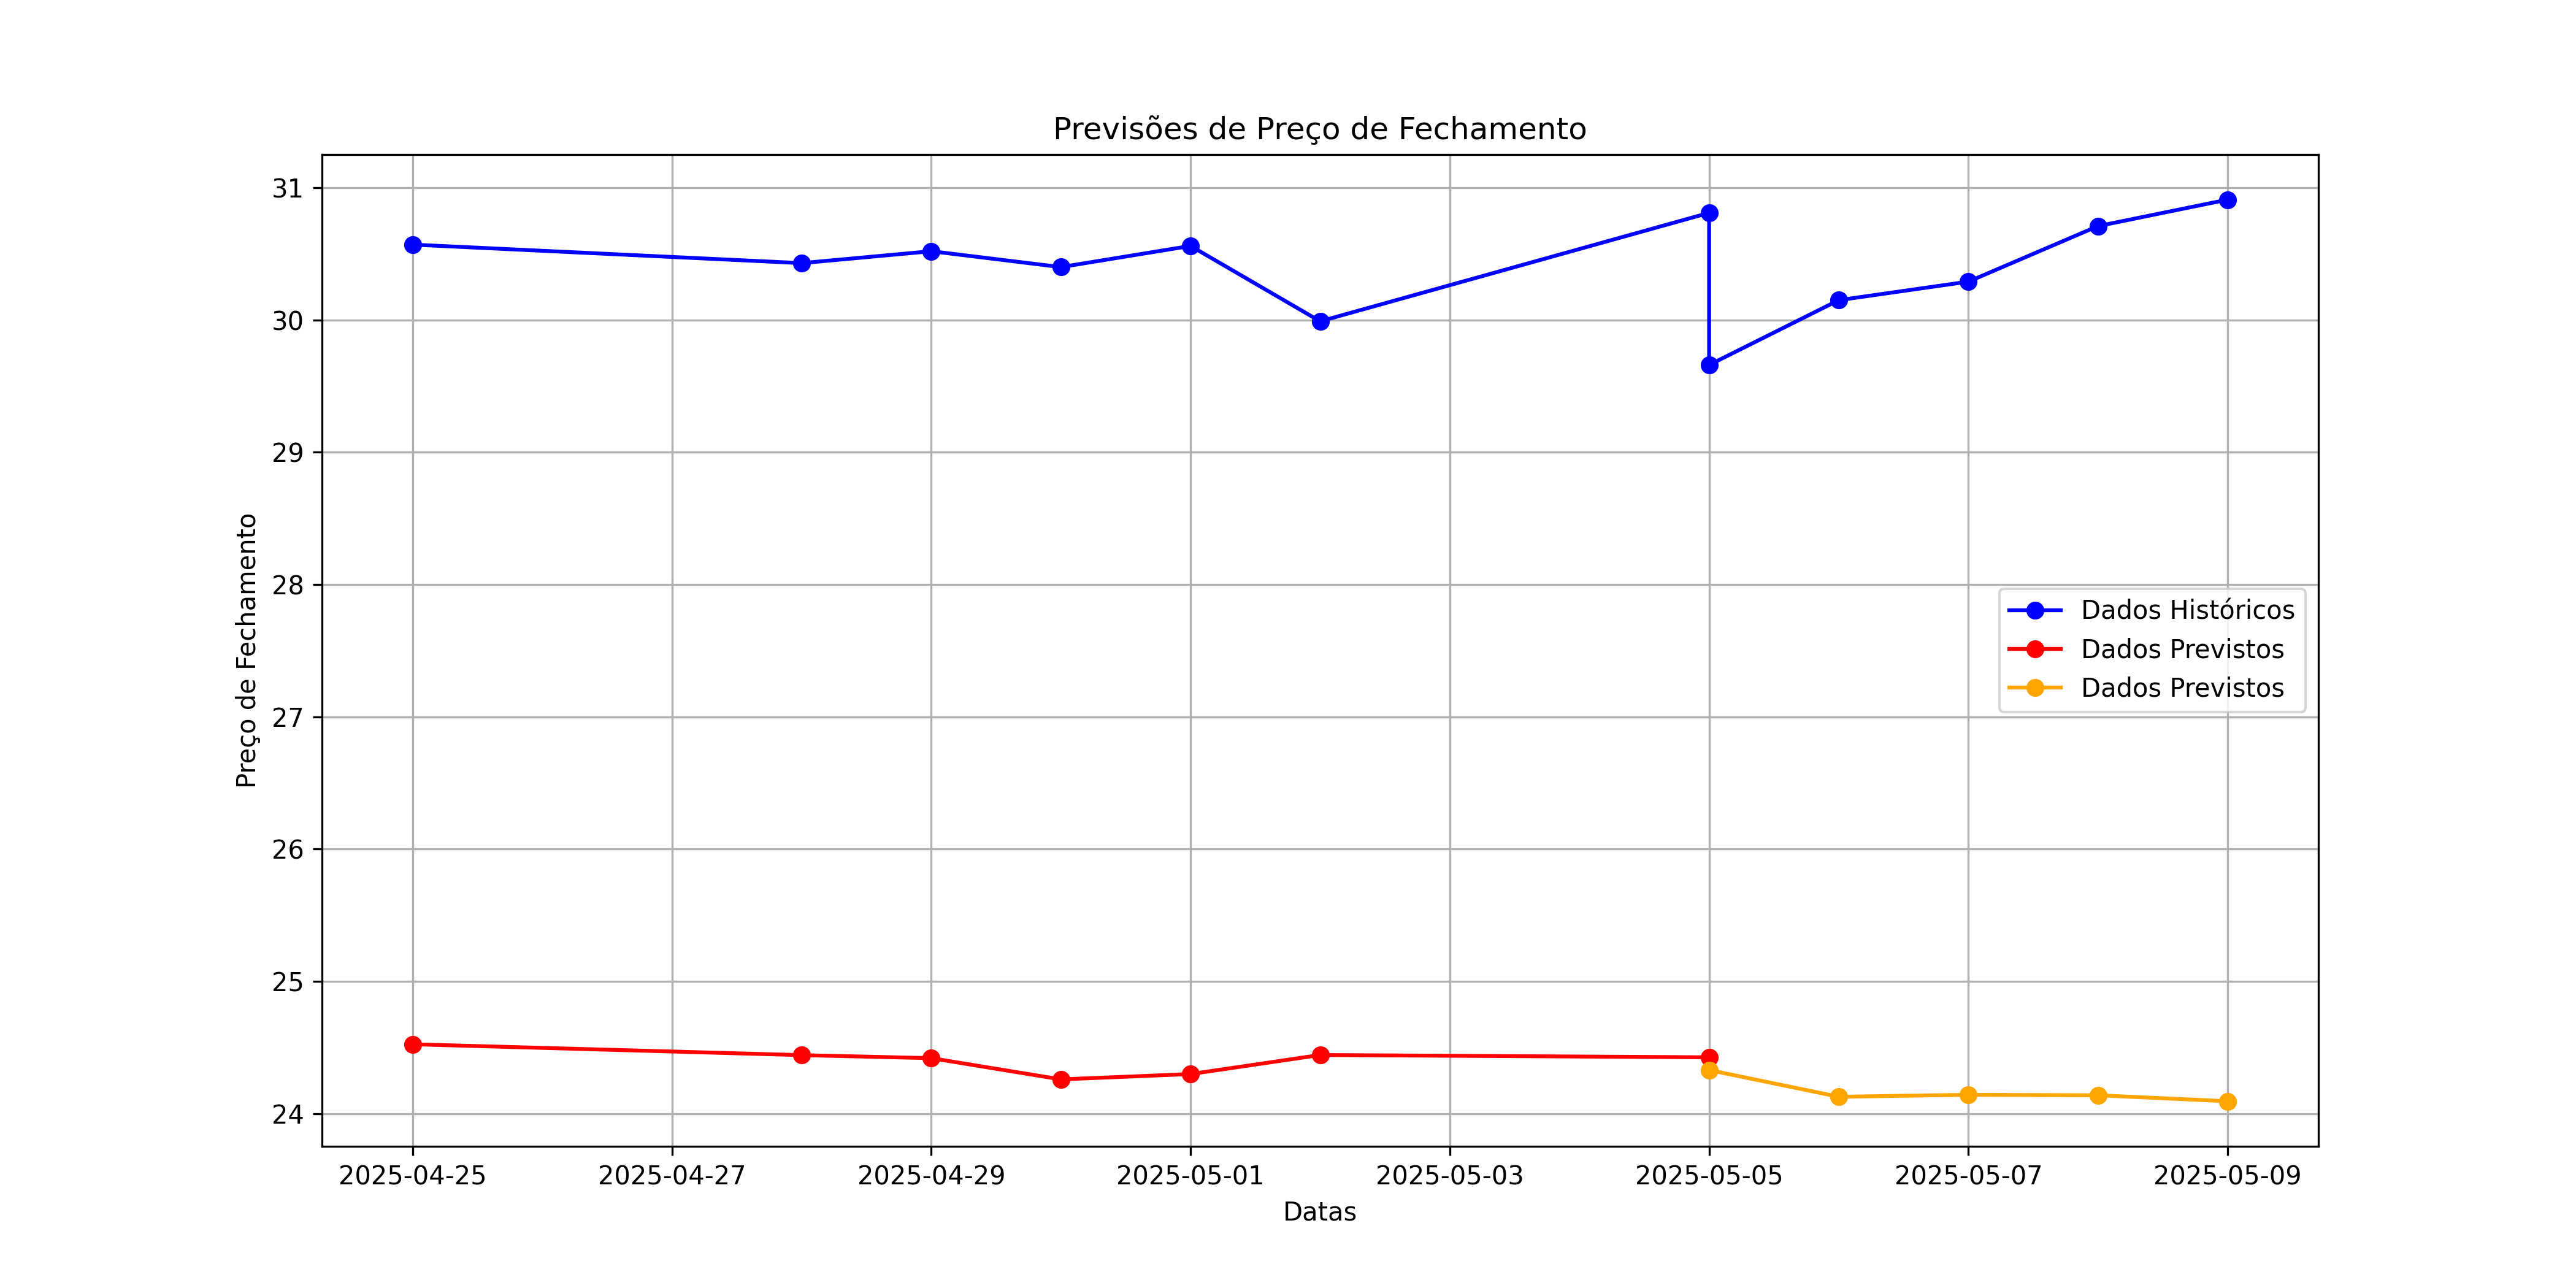 Previsões de Preço de Fechamento
31
30
29
28
27
26
25
24
Preço de Fechamento
Dados Históricos
Dados Previstos
Dados Previstos
2025-04-25 2025-04-27 2025-04-29 2025-05-01 2025-05-03 2025-05-05 2025-05-07 2025-05-09
Datas